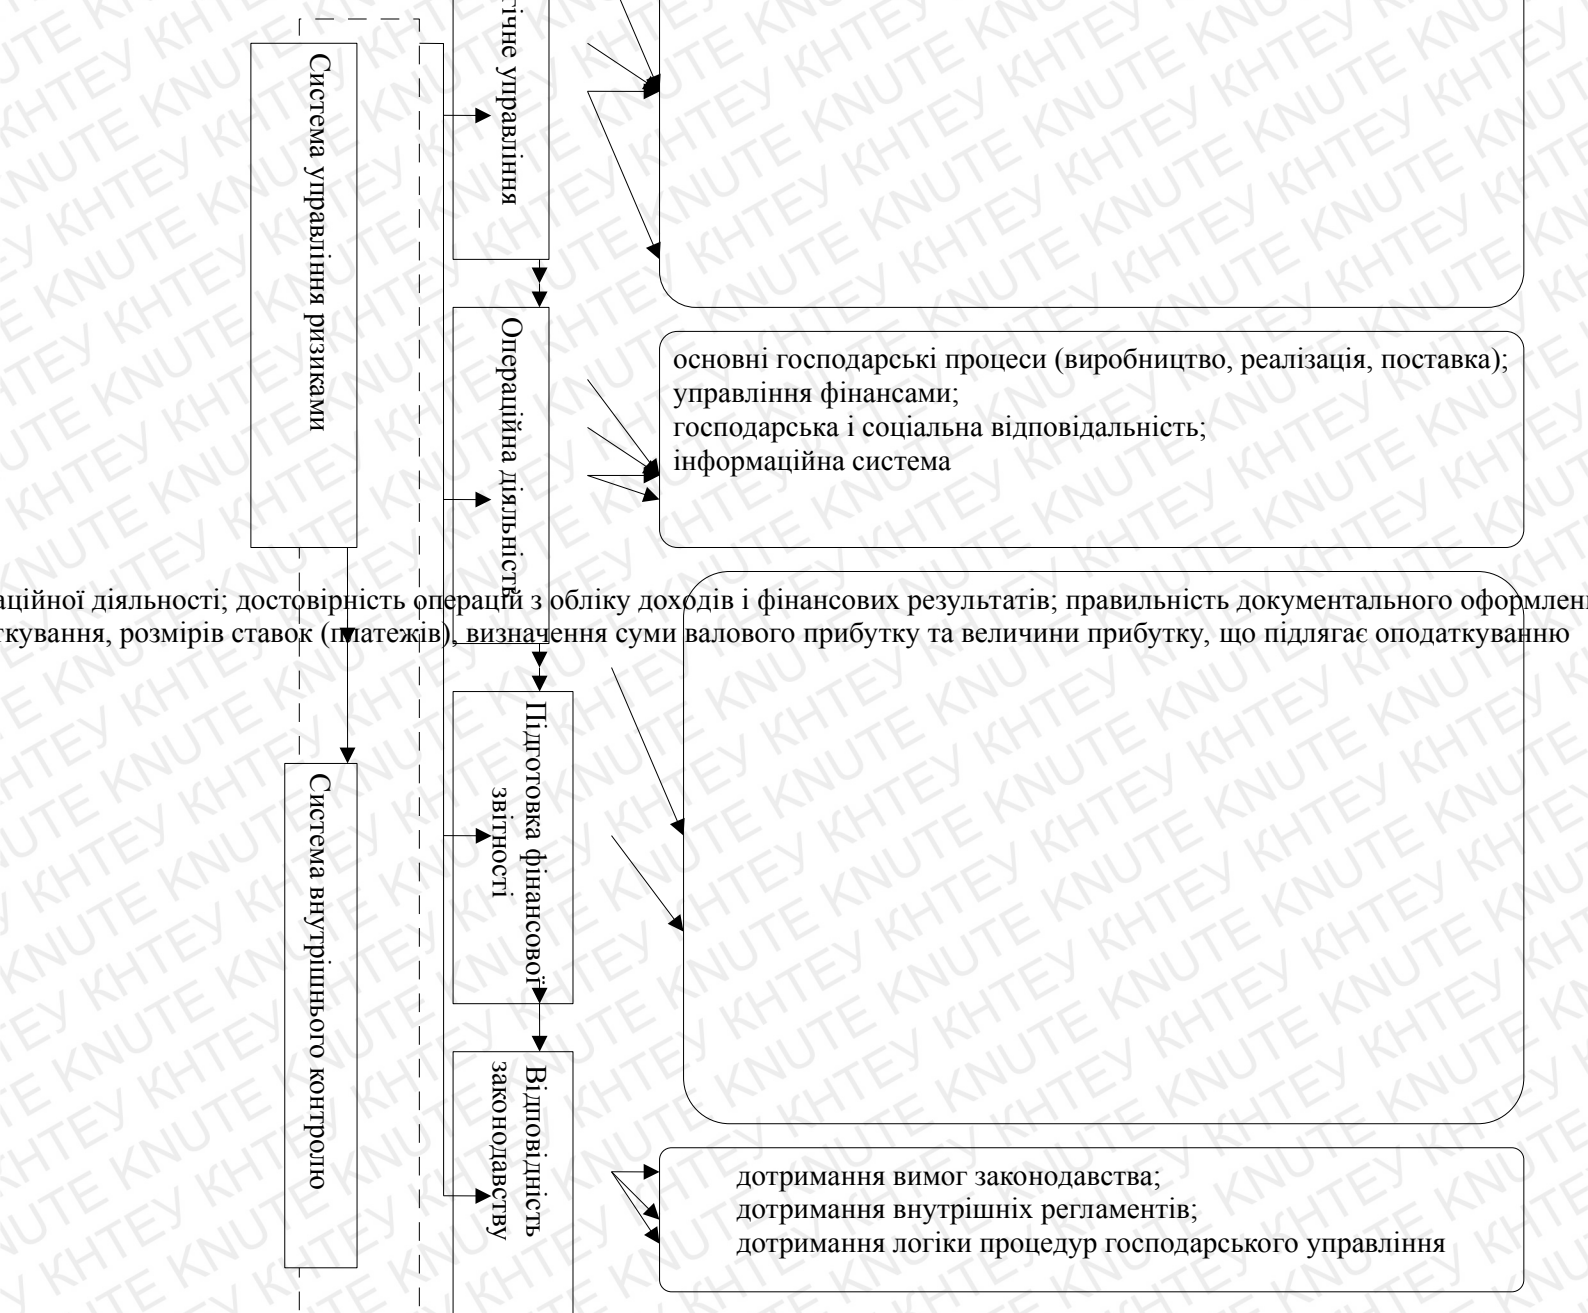 Система управління ризиками
гічне управління
Операційна діяльність
основні господарські процеси (виробництво, реалізація, поставка);
управління фінансами;
господарська і соціальна відповідальність;
інформаційна система
аційної діяльності; достовірність операцій з обліку доходів і фінансових результатів; правильність документального оформлен
ткування, розмірів ставок (платежів), визначення суми валового прибутку та величини прибутку, що підлягає оподаткуванню
Підготовка фінансової
звітності
Система внутрішнього контролю
Відповідність
законодавству
дотримання вимог законодавства;
дотримання внутрішніх регламентів;
дотримання логіки процедур господарського управління